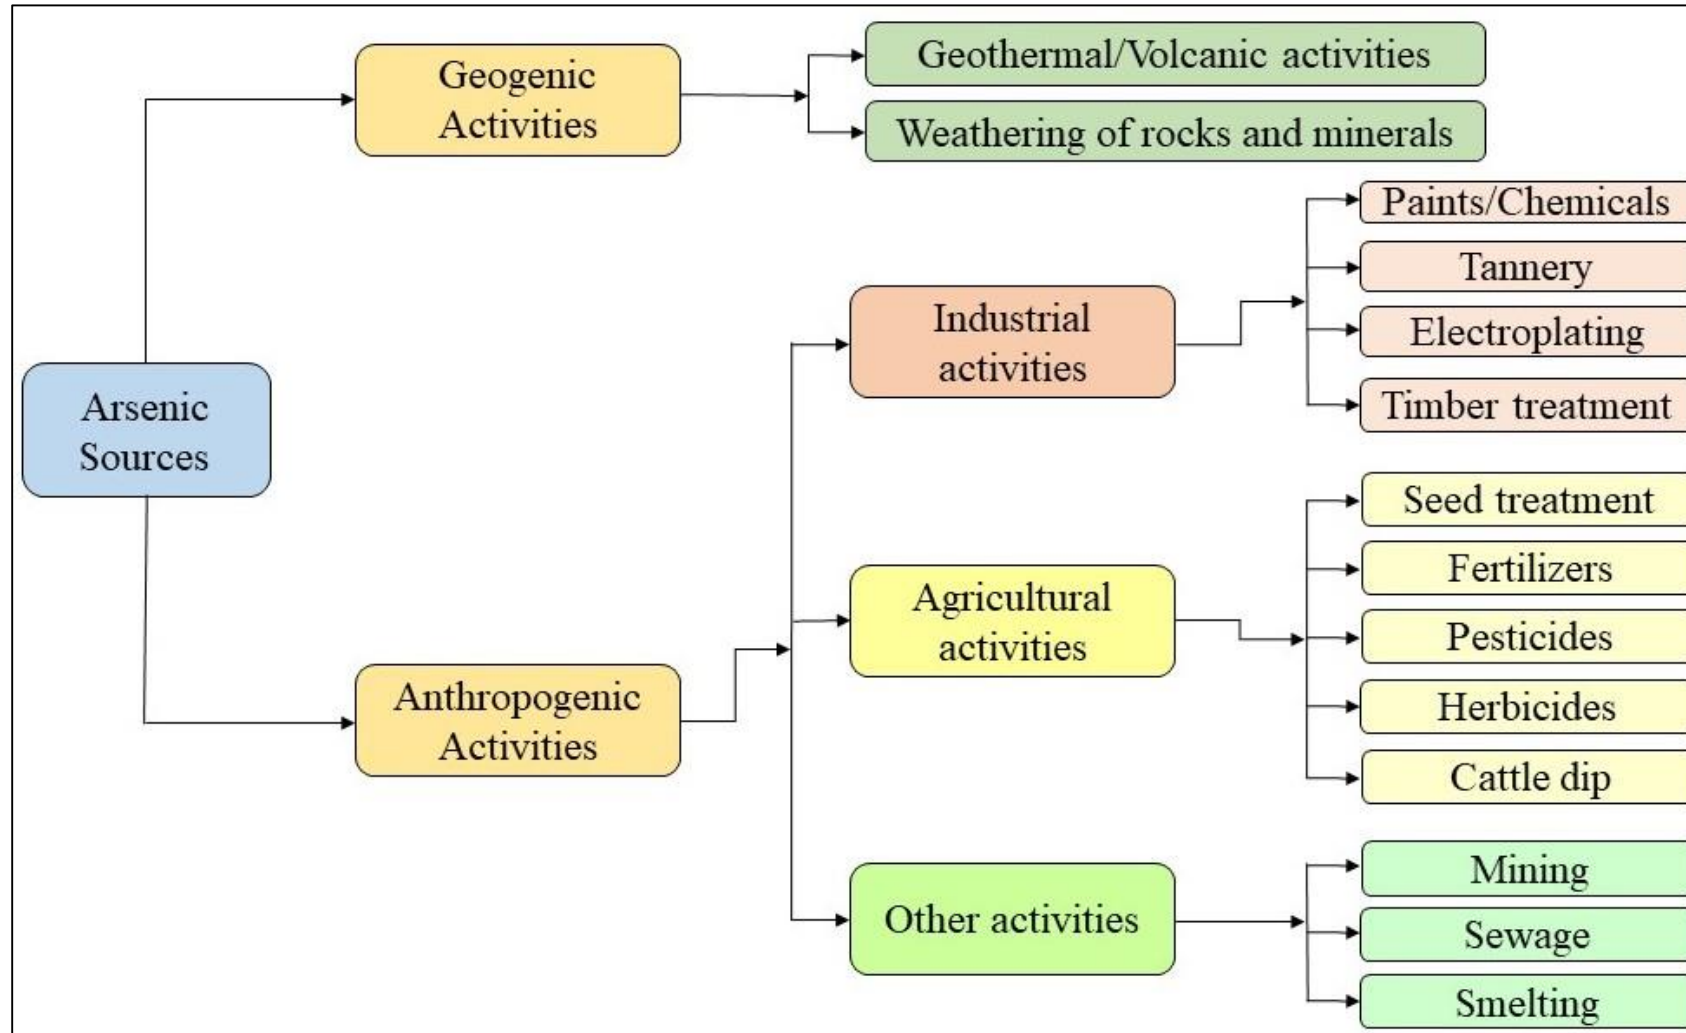 Geogenic
Activities
Geothermal/Volcanic activities
Weathering of rocks and minerals
Arsenic
Sources
Anthropogenic
Activities
Industrial
activities
Paints/Chemicals
Tannery
Electroplating
Timber treatment
Agricultural
activities
Seed treatment
Fertilizers
Pesticides
Herbicides
Cattle dip
Other activities
Mining
Sewage
Smelting